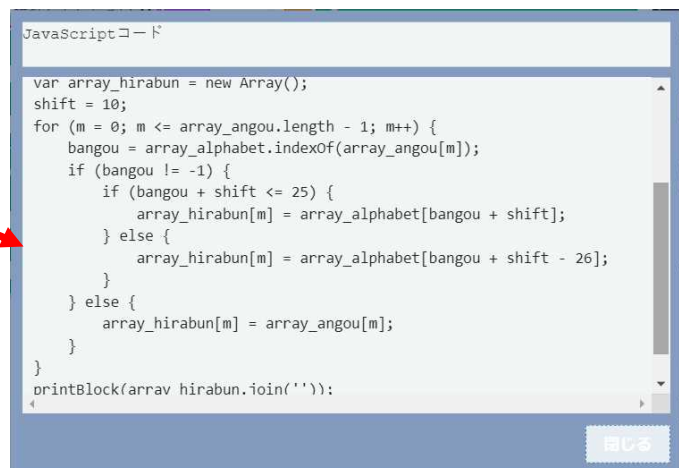 JavaScriptコード
var array_hirabun = new Array();
shift = 10;
for (m = 0; m <= array_angou.length - 1; m++) {
    bangou = array_alphabet.indexOf(array_angou[m]);
    if (bangou != -1) {
        if (bangou + shift <= 25) {
            array_hirabun[m] = array_alphabet[bangou + shift];
        } else {
            array_hirabun[m] = array_alphabet[bangou + shift - 26];
        }
    } else {
        array_hirabun[m] = array_angou[m];
    }
}
printBlock(array_hirabun.join(''));
閉じる